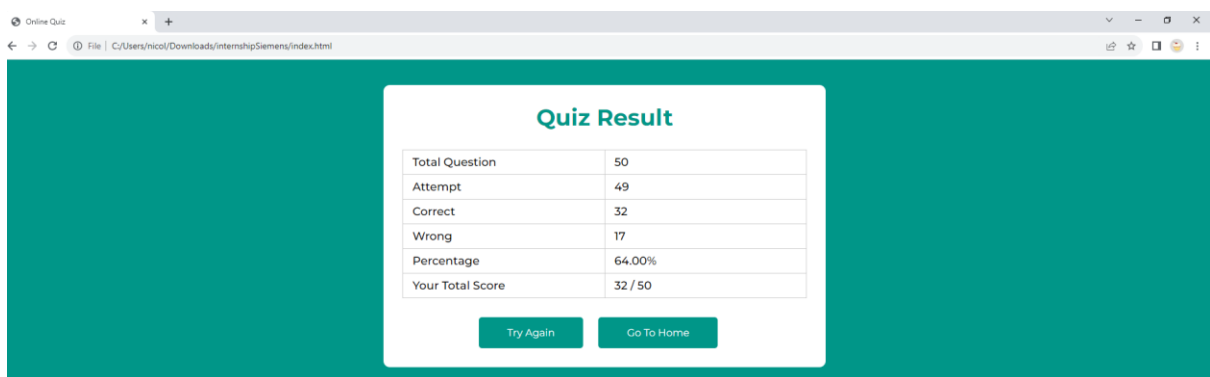 Online Quiz
File | C:/Users/nicol/Downloads/internshipSiemens/index.html
Quiz Result
Total Question 50
Attempt 49
Correct 32
Wrong 17
Percentage 64.00%
Your Total Score 32 / 50
Try Again Go To Home